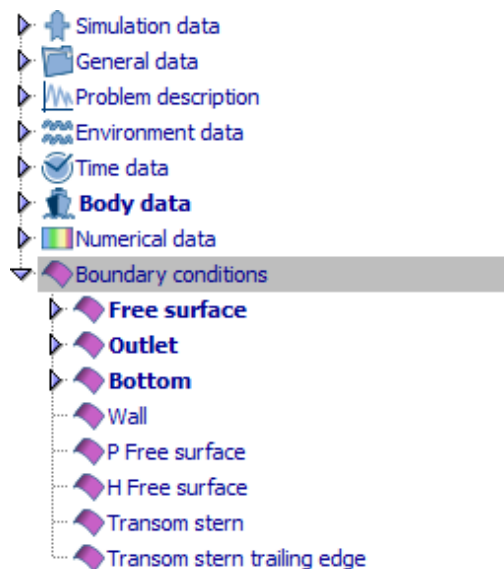 Simulation data
General data
Problem description
Environment data
Time data
Body data
Numerical data
Boundary conditions
Free surface
Outlet
Bottom
Wall
P Free surface
H Free surface
Transom stern
Transom stern trailing edge